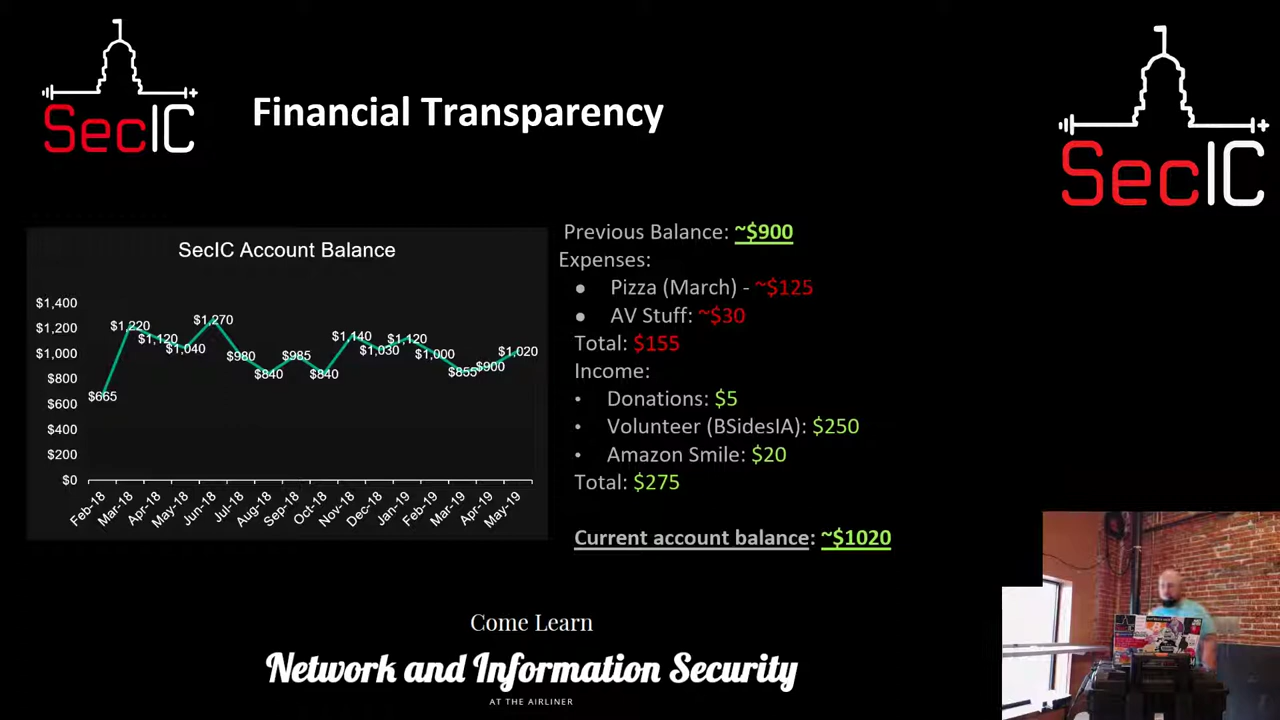 SecIC
Financial Transparency
SecIC
SecIC Account Balance
$1,400
$1,200
$1,000
$800
$600
$400
$200
$0
$665
$1,220
$1,120
$1,040
$1,270
$980
$840
$985
$840
$1,140
$1,030
$1,120
$1,000
$855
$900
$1,020
Feb-18
Mar-18
Apr-18
May-18
Jun-18
Jul-18
Aug-18
Sep-18
Oct-18
Nov-18
Dec-18
Jan-19
Feb-19
Mar-19
Apr-19
May-19
Previous Balance: ~$900
Expenses:
● Pizza (March) - ~$125
● AV Stuff: ~$30
Total: $155
Income:
• Donations: $5
• Volunteer (BSidesIA): $250
• Amazon Smile: $20
Total: $275
Current account balance: ~$1020
Come Learn
Network and Information Security
AT THE AIRLINER